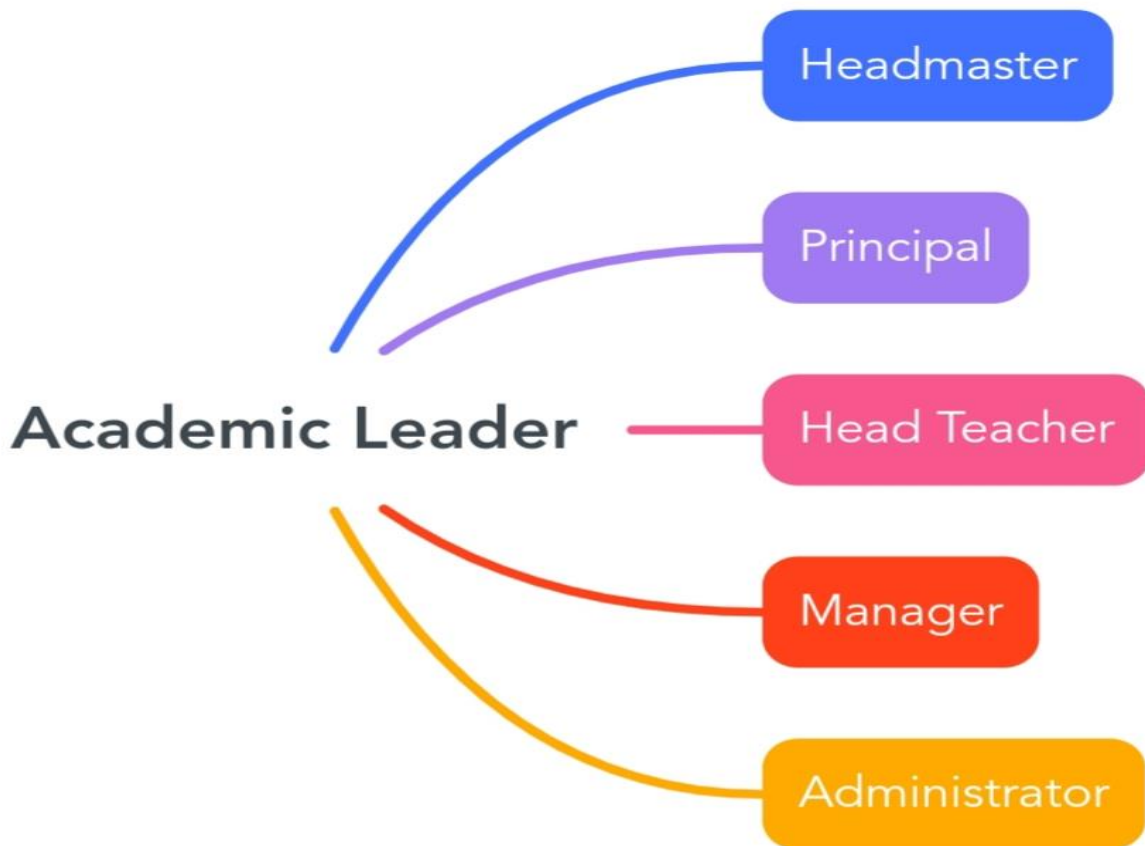 Headmaster
Principal
Academic Leader
Head Teacher
Manager
Administrator